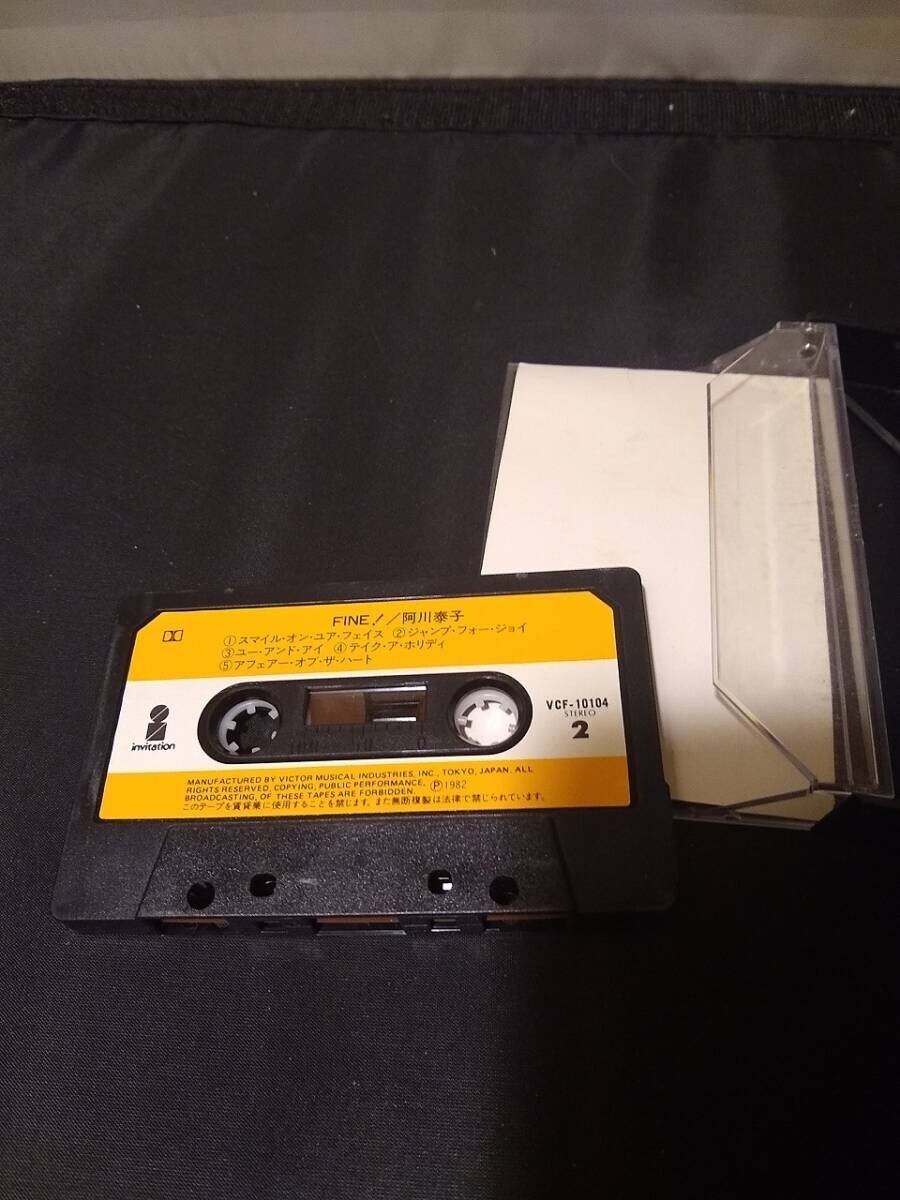 FINE!／阿川泰子
①スマイル・オン・ユア・フェイス ②ジャンプ・フォー・ジョイ
③ユー・アンド・アイ ④テイク・ア・ホリディ
⑤アフェアー・オブ・ザ・ハート
invitation
VCF-10104
STEREO
2
MANUFACTURED BY VICTOR MUSICAL INDUSTRIES, INC., TOKYO, JAPAN. ALL
RIGHTS RESERVED, COPYING, PUBLIC PERFORMANCE,
BROADCASTING, OF THESE TAPES ARE FORBIDDEN. Ⓟ1982
このテープを賃貸業に使用することを禁じます。また無断複製は法律で禁じられています。